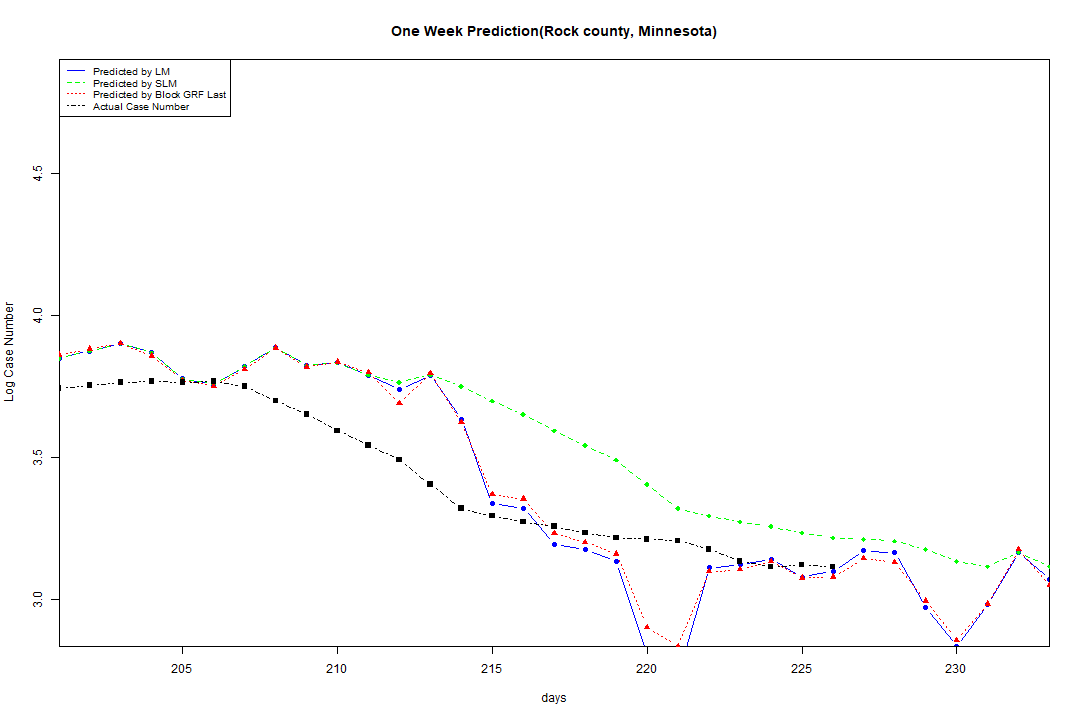 One Week Prediction(Rock county, Minnesota)
Predicted by LM
Predicted by SLM
Predicted by Block GRF Last
Actual Case Number
4.5
4.0
3.5
3.0
Log Case Number
205 210 215 220 225 230
days